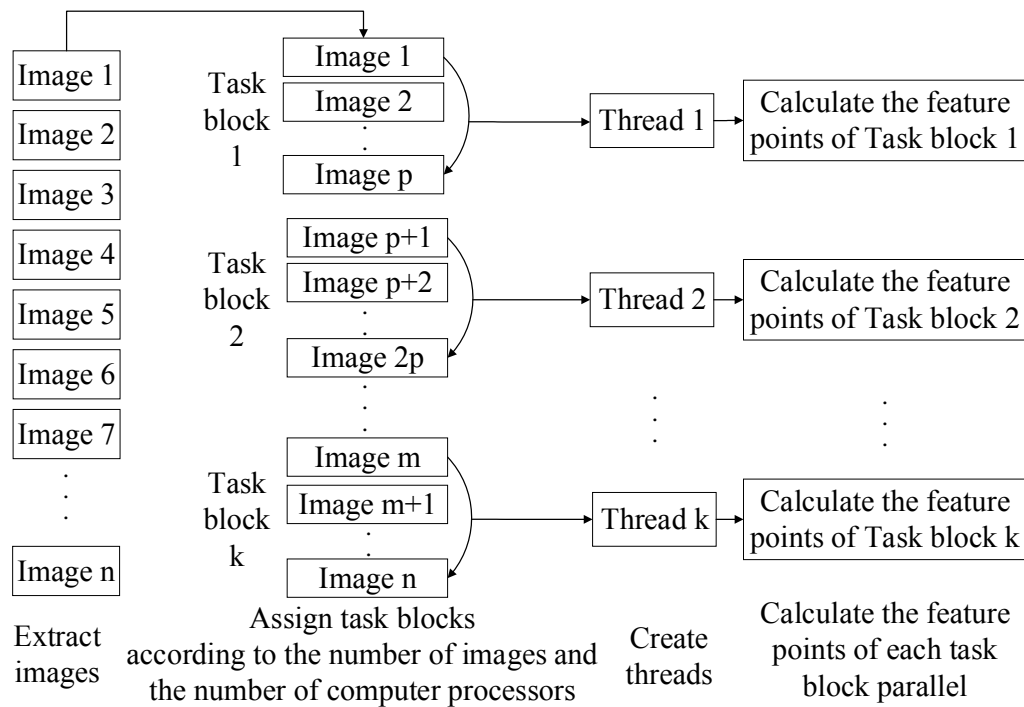 Image 1
Image 2
Image 3
Image 4
Image 5
Image 6
Image 7
.
.
.
Image n
Extract
images
Task
block
1
Image 1
Image 2
.
.
Image p
Task
block
2
Image p+1
Image p+2
.
.
Image 2p
.
.
.
Task
block
k
Image m
Image m+1
.
.
Image n
Assign task blocks
according to the number of images and
the number of computer processors
Thread 1
Thread 2
.
.
.
Thread k
Create
threads
Calculate the feature
points of Task block 1
Calculate the feature
points of Task block 2
.
.
.
Calculate the feature
points of Task block k
Calculate the feature
points of each task
block parallel